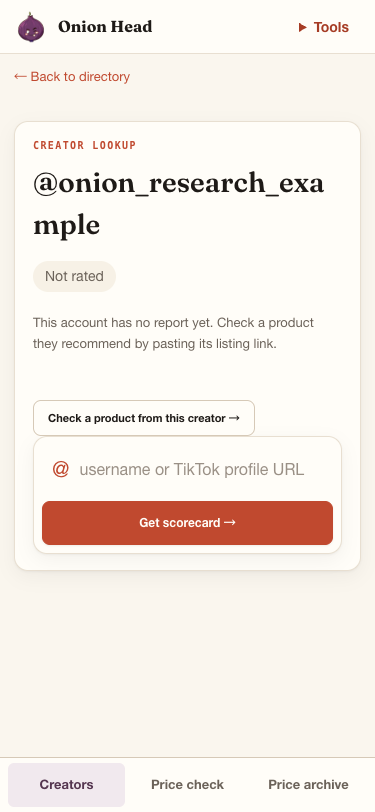 Onion Head
▶ Tools
← Back to directory
CREATOR LOOKUP
@onion_research_exa
mple
Not rated
This account has no report yet. Check a product
they recommend by pasting its listing link.
Check a product from this creator →
@ username or TikTok profile URL
Get scorecard →
Creators
Price check
Price archive